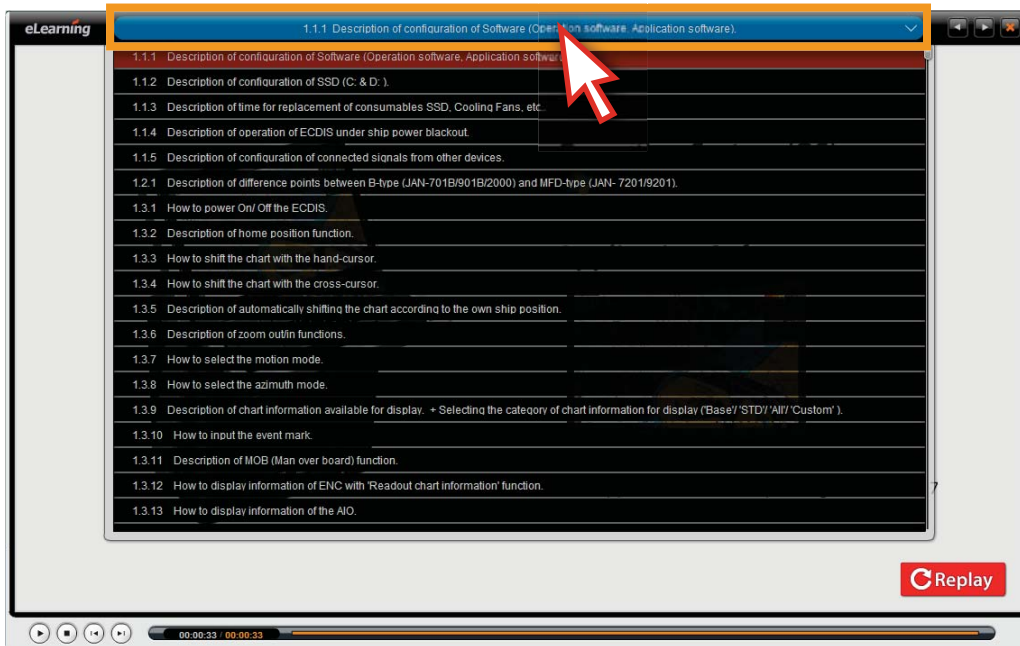 eLearning
1.1.1 Description of configuration of Software (Operation software, Application software).
1.1.1 Description of configuration of Software (Operation software, Application software
1.1.2 Description of configuration of SSD (C: & D: ).
1.1.3 Description of time for replacement of consumables SSD, Cooling Fans, etc.
1.1.4 Description of operation of ECDIS under ship power blackout.
1.1.5 Description of configuration of connected signals from other devices.
1.2.1 Description of difference points between B-type (JAN-701B/901B/2000) and MFD-type (JAN- 7201/9201).
1.3.1 How to power On/ Off the ECDIS.
1.3.2 Description of home position function.
1.3.3 How to shift the chart with the hand-cursor.
1.3.4 How to shift the chart with the cross-cursor.
1.3.5 Description of automatically shifting the chart according to the own ship position.
1.3.6 Description of zoom out/in functions.
1.3.7 How to select the motion mode.
1.3.8 How to select the azimuth mode.
1.3.9 Description of chart information available for display. + Selecting the category of chart information for display ('Base'/ 'STD'/ 'All'/ 'Custom' ).
1.3.10 How to input the event mark.
1.3.11 Description of MOB (Man over board) function.
1.3.12 How to display information of ENC with 'Readout chart information' function.
7
1.3.13 How to display information of the AIO.
Replay
00:00:33 / 00:00:33